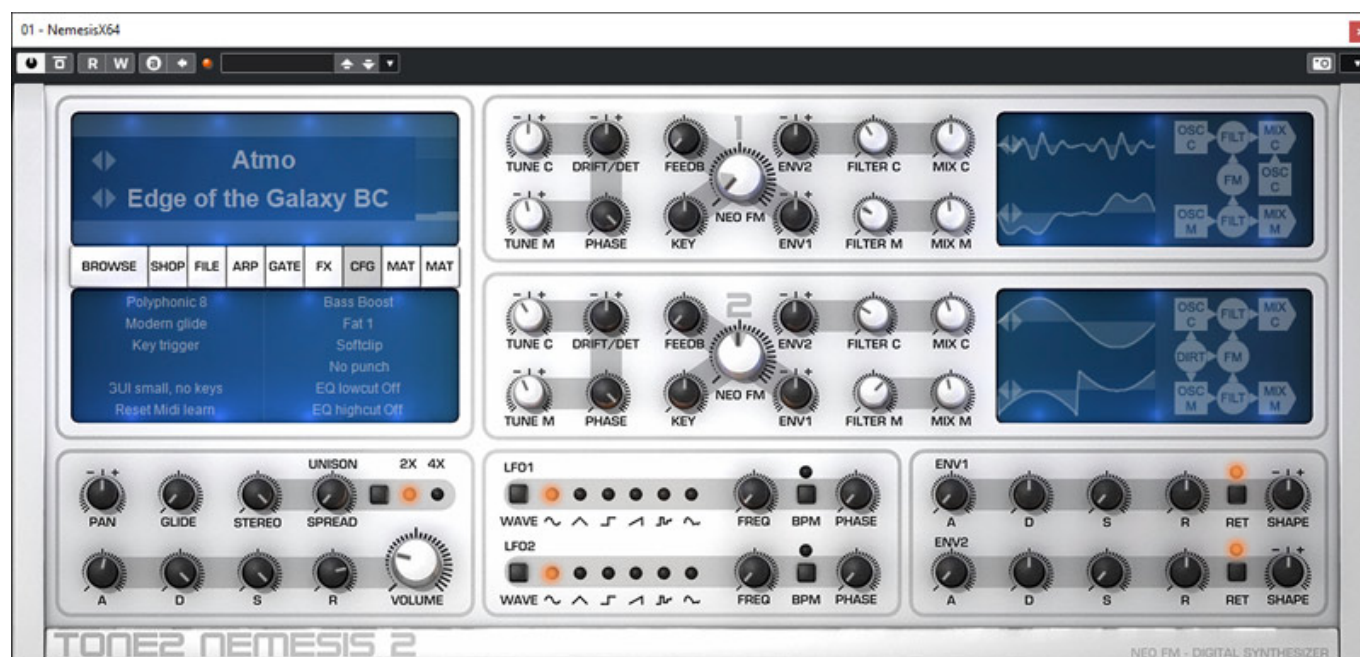 01 - NemesisX64
R W
Atmo
Edge of the Galaxy BC
BROWSE SHOP FILE ARP GATE FX CFG MAT MAT
Polyphonic 8 Bass Boost
Modern glide Fat 1
Key trigger Softclip
No punch
GUI small, no keys EQ lowcut Off
Reset Midi learn EQ highcut Off
1
TUNE C DRIFT/DET FEEDB ENV2 FILTER C MIX C
NEO FM
TUNE M PHASE KEY ENV1 FILTER M MIX M
OSC C FILT MIX C
FM OSC C
OSC M FILT MIX M
2
TUNE C DRIFT/DET FEEDB ENV2 FILTER C MIX C
NEO FM
TUNE M PHASE KEY ENV1 FILTER M MIX M
OSC C FILT MIX C
DIRT FM
OSC M FILT MIX M
UNISON 2X 4X
PAN GLIDE STEREO SPREAD
A D S R VOLUME
LFO1
WAVE FREQ BPM PHASE
LFO2
WAVE FREQ BPM PHASE
ENV1
A D S R RET SHAPE
ENV2
A D S R RET SHAPE
TONE2 NEMESIS 2
NEO FM - DIGITAL SYNTHESIZER